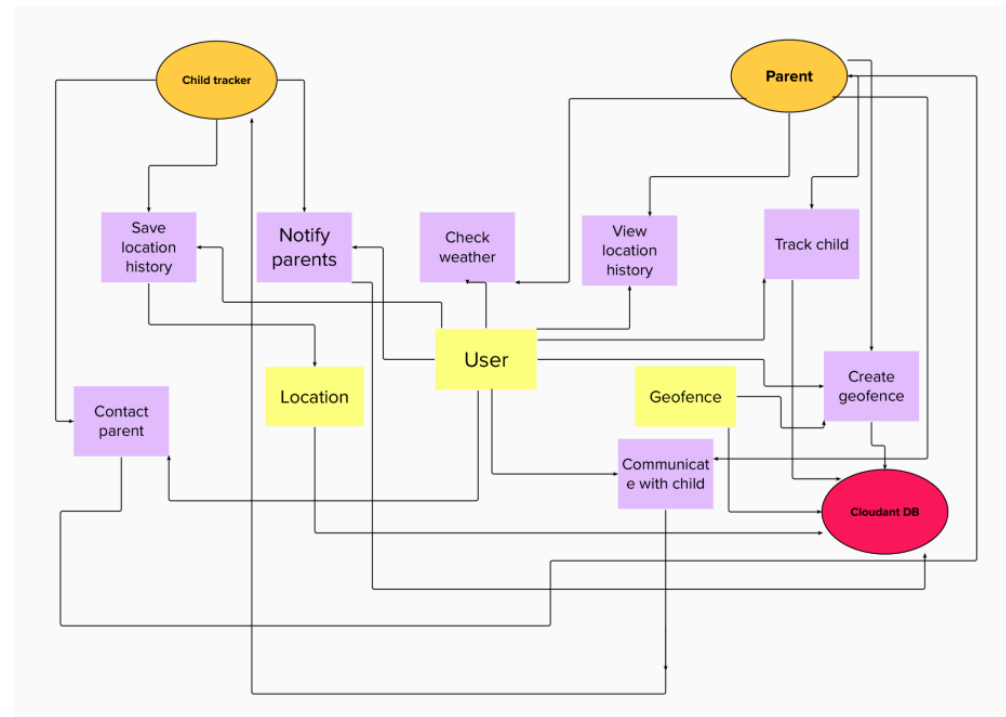 Child tracker
Parent
Save
location
history
Notify
parents
Check
weather
View
location
history
Track child
User
Location
Geofence
Create
geofence
Contact
parent
Communicat
e with child
Cloudant DB